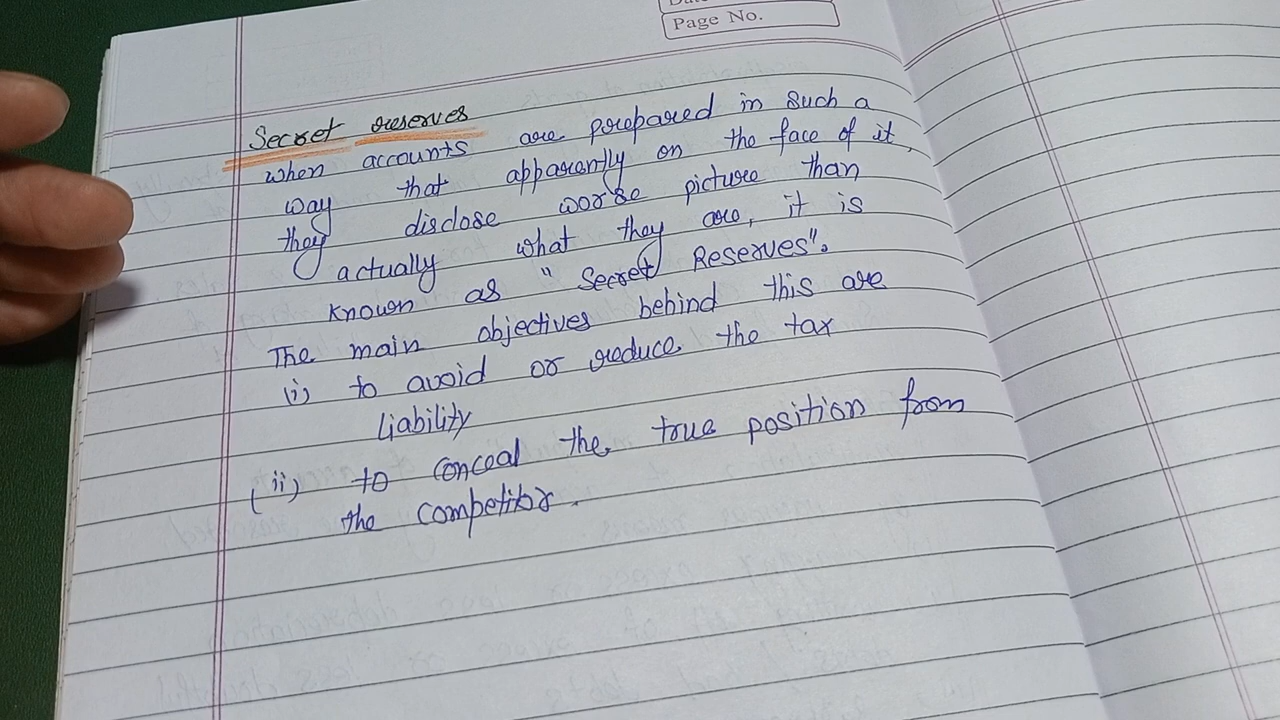 Page No.
Secret reserves
when accounts are prepared in such a
way that apparently on the face of it,
they disclose worse picture than
actually what they are, it is
known as "Secret Reserves".
The main objectives behind this are
(i) to avoid or reduce the tax
liability
(ii) to conceal the true position from
the competitor.